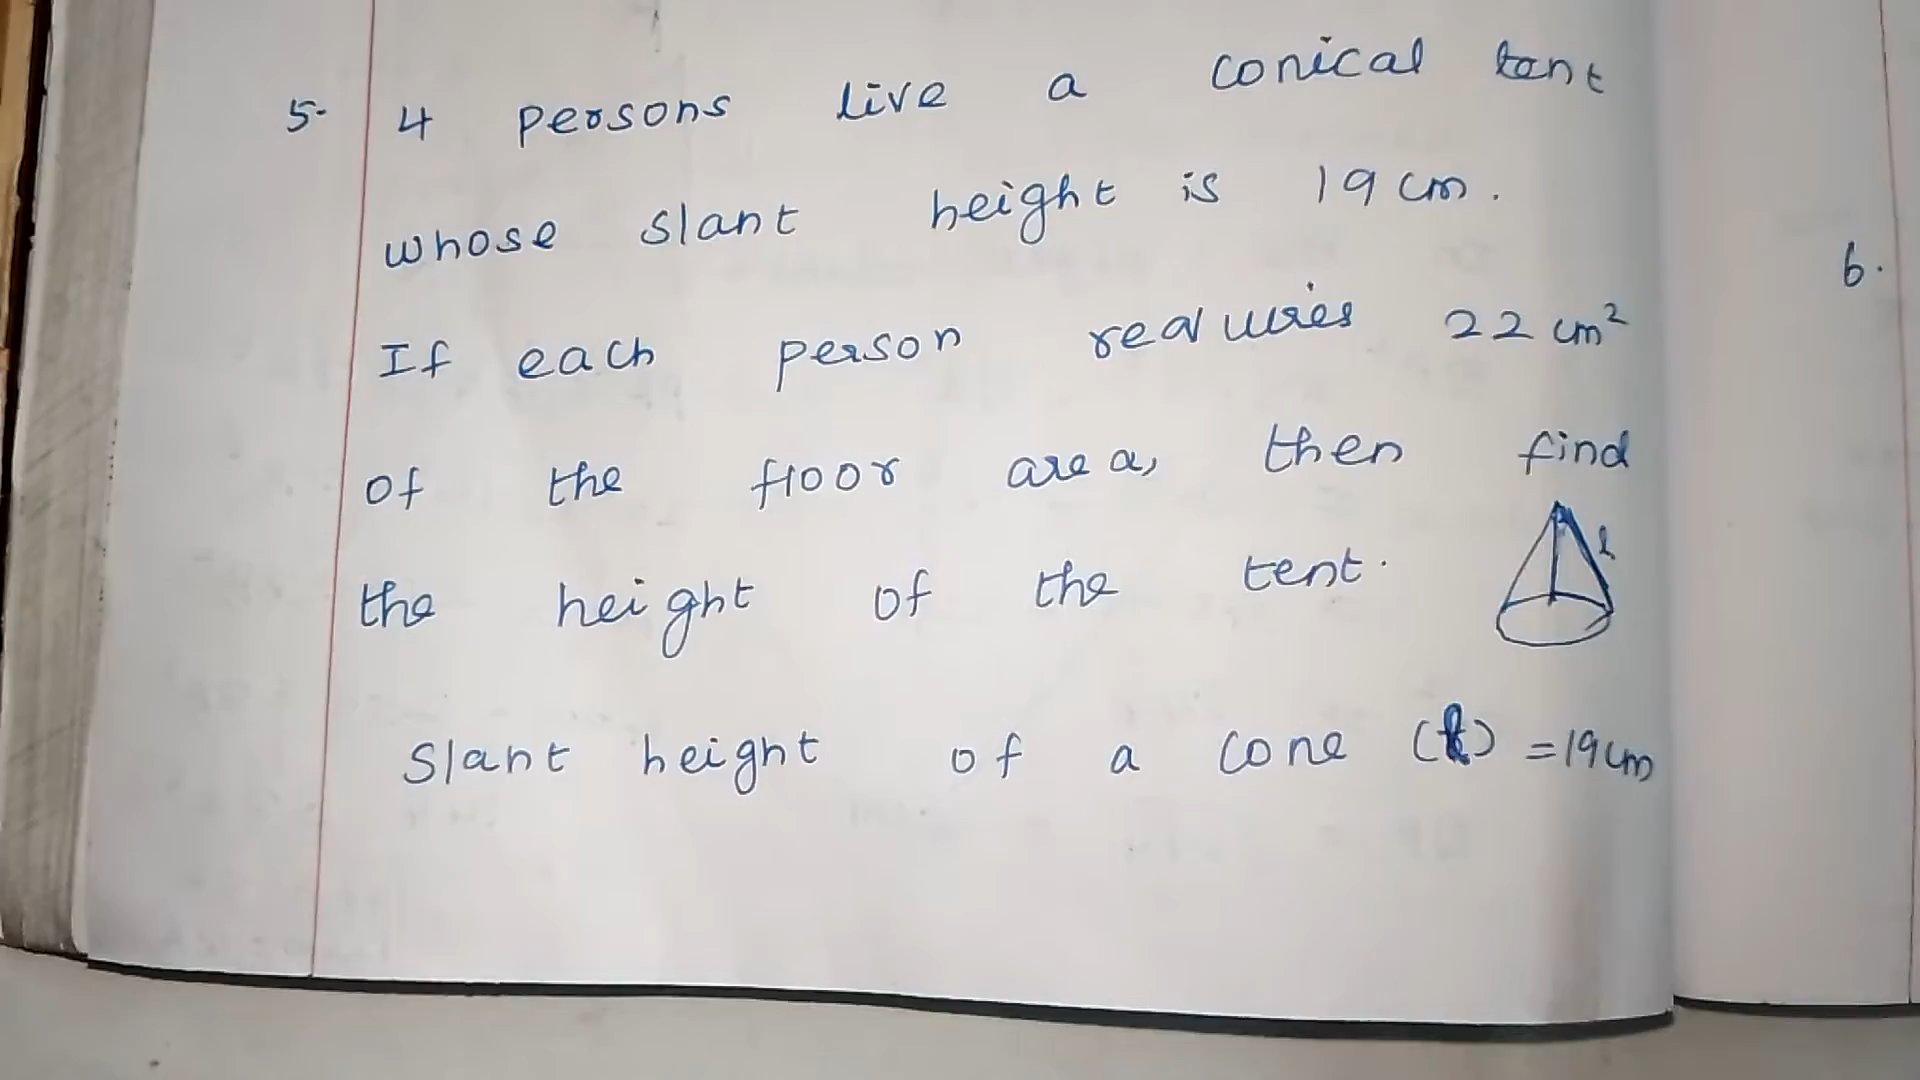 5. 4 persons live a conical tent
whose slant height is 19 cm.
If each person requires 22 cm²
of the floor area, then find
the height of the tent.
l
Slant height of a cone (l) = 19 cm
6.